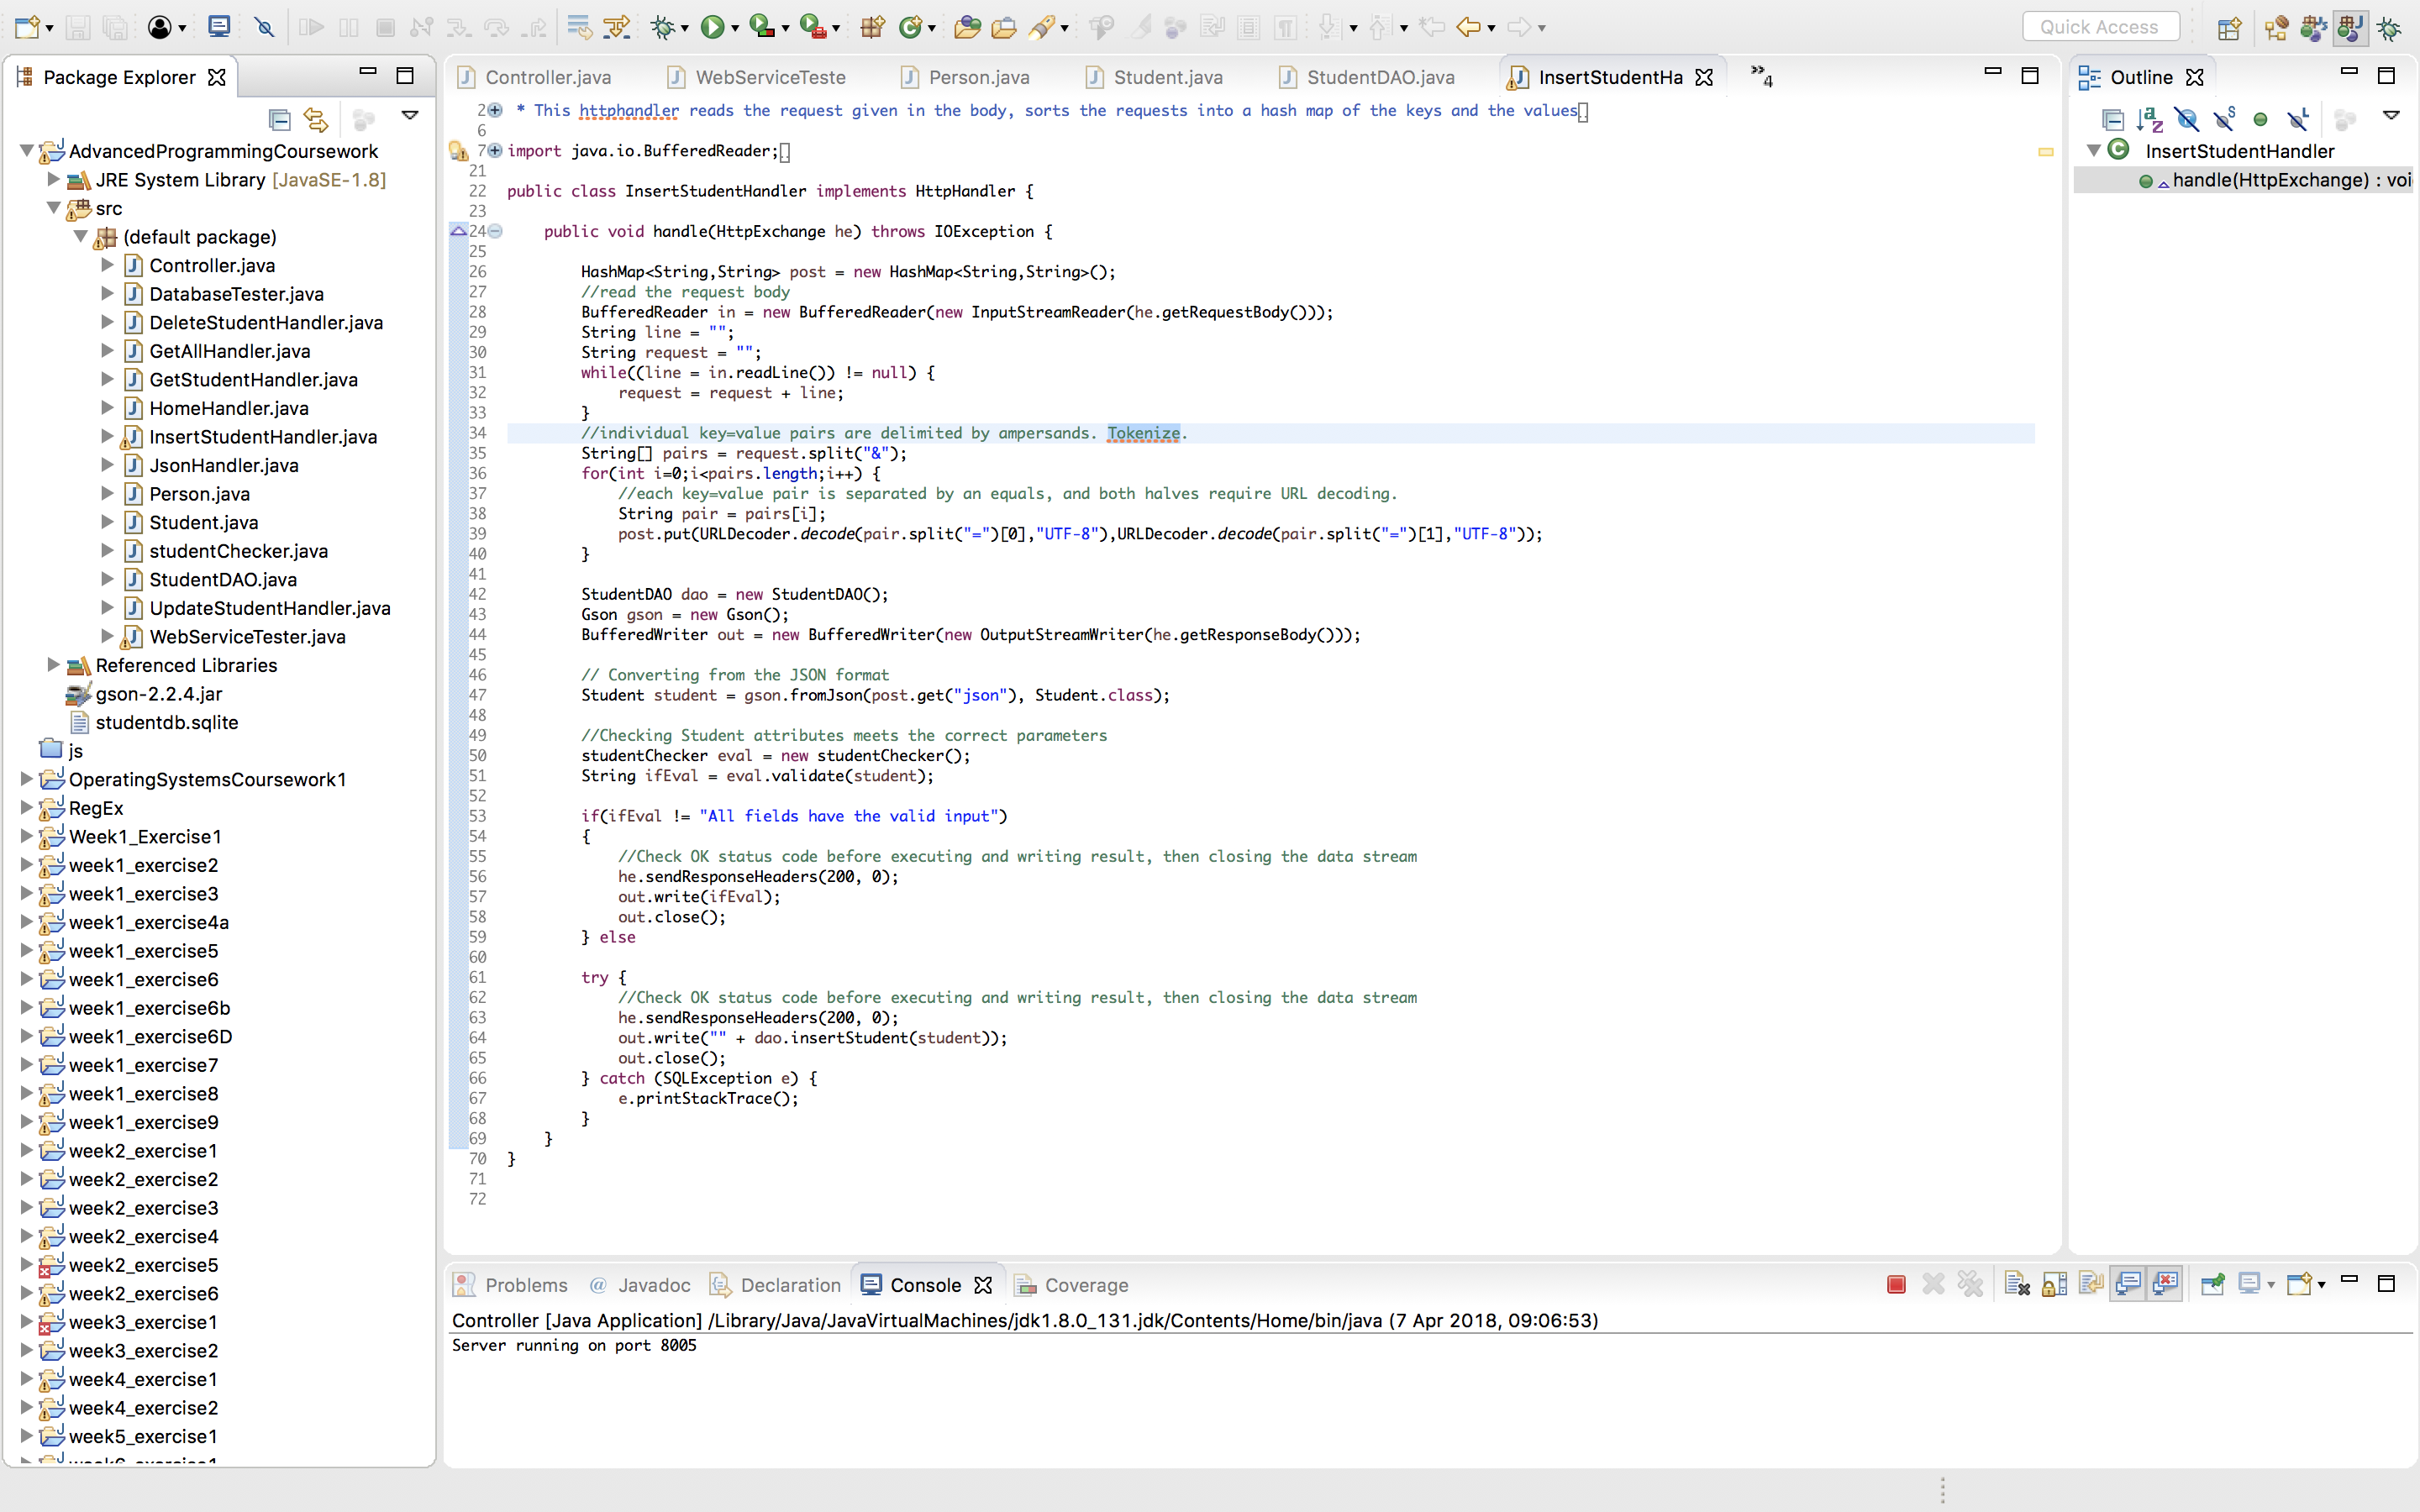 Quick Access
Package Explorer
AdvancedProgrammingCoursework
JRE System Library [JavaSE-1.8]
src
(default package)
Controller.java
DatabaseTester.java
DeleteStudentHandler.java
GetAllHandler.java
GetStudentHandler.java
HomeHandler.java
InsertStudentHandler.java
JsonHandler.java
Person.java
Student.java
studentChecker.java
StudentDAO.java
UpdateStudentHandler.java
WebServiceTester.java
Referenced Libraries
gson-2.2.4.jar
studentdb.sqlite
js
OperatingSystemsCoursework1
RegEx
Week1_Exercise1
week1_exercise2
week1_exercise3
week1_exercise4a
week1_exercise5
week1_exercise6
week1_exercise6b
week1_exercise6D
week1_exercise7
week1_exercise8
week1_exercise9
week2_exercise1
week2_exercise2
week2_exercise3
week2_exercise4
week2_exercise5
week2_exercise6
week3_exercise1
week3_exercise2
week4_exercise1
week4_exercise2
week5_exercise1
Controller.java WebServiceTeste Person.java Student.java StudentDAO.java InsertStudentHa »4
2 * This httphandler reads the request given in the body, sorts the requests into a hash map of the keys and the values
6
7 import java.io.BufferedReader;
21
22 public class InsertStudentHandler implements HttpHandler {
23
24 public void handle(HttpExchange he) throws IOException {
25
26 HashMap<String,String> post = new HashMap<String,String>();
27 //read the request body
28 BufferedReader in = new BufferedReader(new InputStreamReader(he.getRequestBody()));
29 String line = "";
30 String request = "";
31 while((line = in.readLine()) != null) {
32 request = request + line;
33 }
34 //individual key=value pairs are delimited by ampersands. Tokenize.
35 String[] pairs = request.split("&");
36 for(int i=0;i<pairs.length;i++) {
37 //each key=value pair is separated by an equals, and both halves require URL decoding.
38 String pair = pairs[i];
39 post.put(URLDecoder.decode(pair.split("=")[0],"UTF-8"),URLDecoder.decode(pair.split("=")[1],"UTF-8"));
40 }
41
42 StudentDAO dao = new StudentDAO();
43 Gson gson = new Gson();
44 BufferedWriter out = new BufferedWriter(new OutputStreamWriter(he.getResponseBody()));
45
46 // Converting from the JSON format
47 Student student = gson.fromJson(post.get("json"), Student.class);
48
49 //Checking Student attributes meets the correct parameters
50 studentChecker eval = new studentChecker();
51 String ifEval = eval.validate(student);
52
53 if(ifEval != "All fields have the valid input")
54 {
55 //Check OK status code before executing and writing result, then closing the data stream
56 he.sendResponseHeaders(200, 0);
57 out.write(ifEval);
58 out.close();
59 } else
60
61 try {
62 //Check OK status code before executing and writing result, then closing the data stream
63 he.sendResponseHeaders(200, 0);
64 out.write("" + dao.insertStudent(student));
65 out.close();
66 } catch (SQLException e) {
67 e.printStackTrace();
68 }
69 }
70 }
71
72
Outline
InsertStudentHandler
handle(HttpExchange) : voi
Problems @ Javadoc Declaration Console Coverage
Controller [Java Application] /Library/Java/JavaVirtualMachines/jdk1.8.0_131.jdk/Contents/Home/bin/java (7 Apr 2018, 09:06:53)
Server running on port 8005